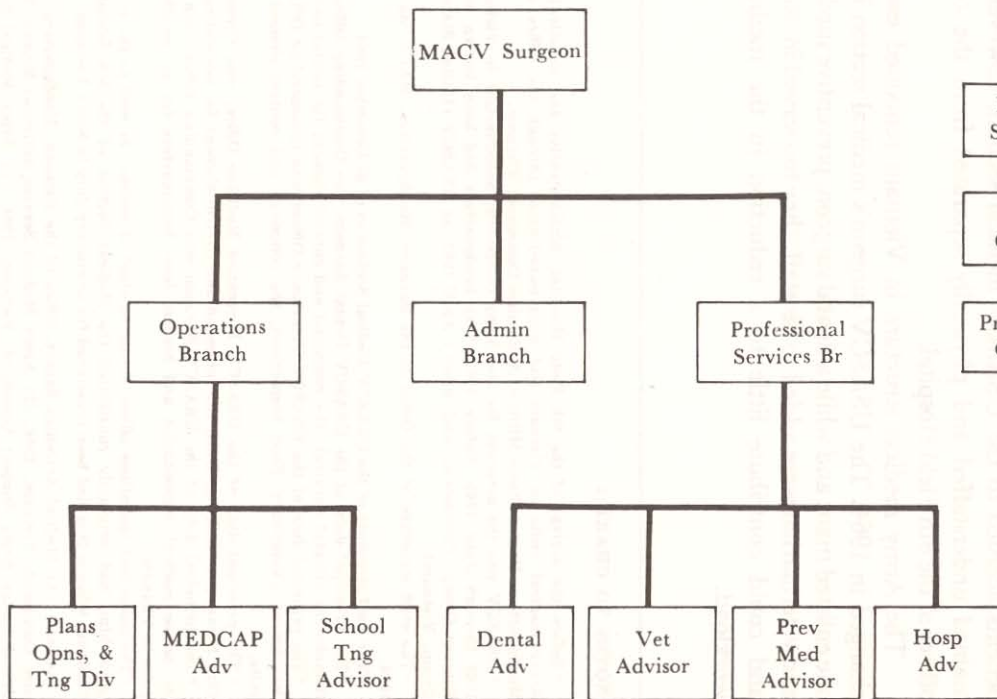 MACV Surgeon
Operations
Branch
Admin
Branch
Professional
Services Br
Plans
Opns, &
Tng Div
MEDCAP
Adv
School
Tng
Advisor
Dental
Adv
Vet
Advisor
Prev
Med
Advisor
Hosp
Adv